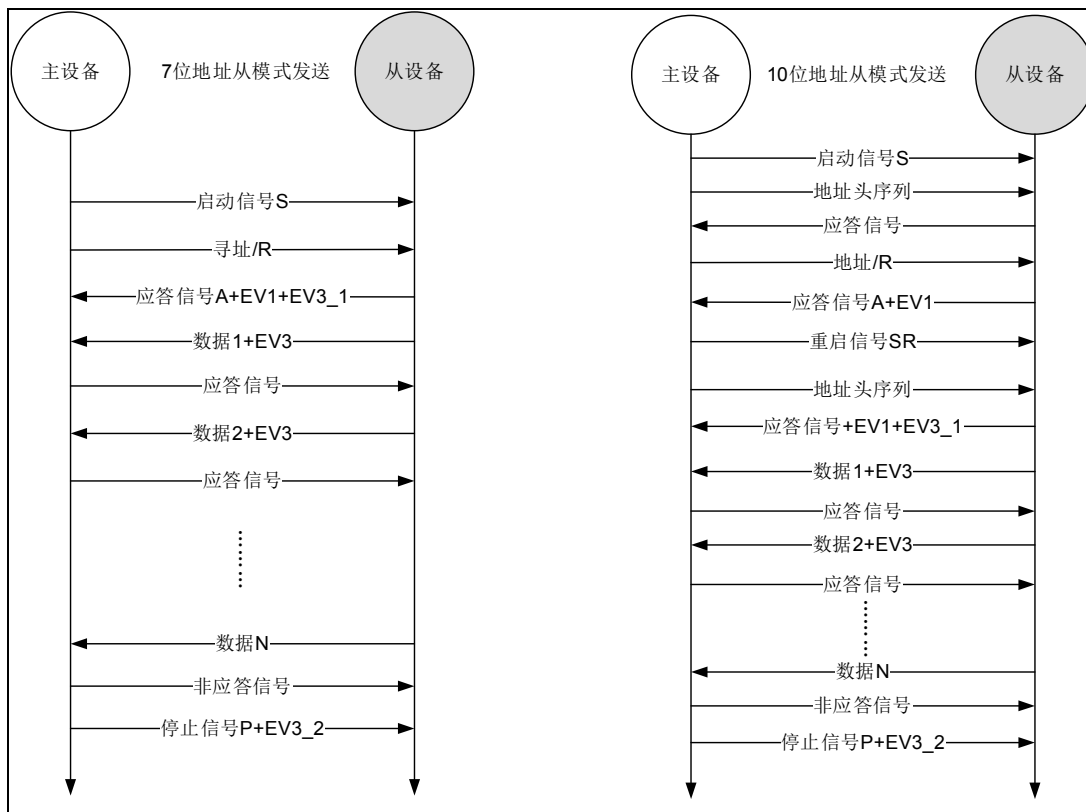 主设备
7位地址从模式发送
从设备
启动信号S
寻址/R
应答信号A+EV1+EV3_1
数据1+EV3
应答信号
数据2+EV3
应答信号
数据N
非应答信号
停止信号P+EV3_2
主设备
10位地址从模式发送
从设备
启动信号S
地址头序列
应答信号
地址/R
应答信号A+EV1
重启信号SR
地址头序列
应答信号+EV1+EV3_1
数据1+EV3
应答信号
数据2+EV3
应答信号
数据N
非应答信号
停止信号P+EV3_2